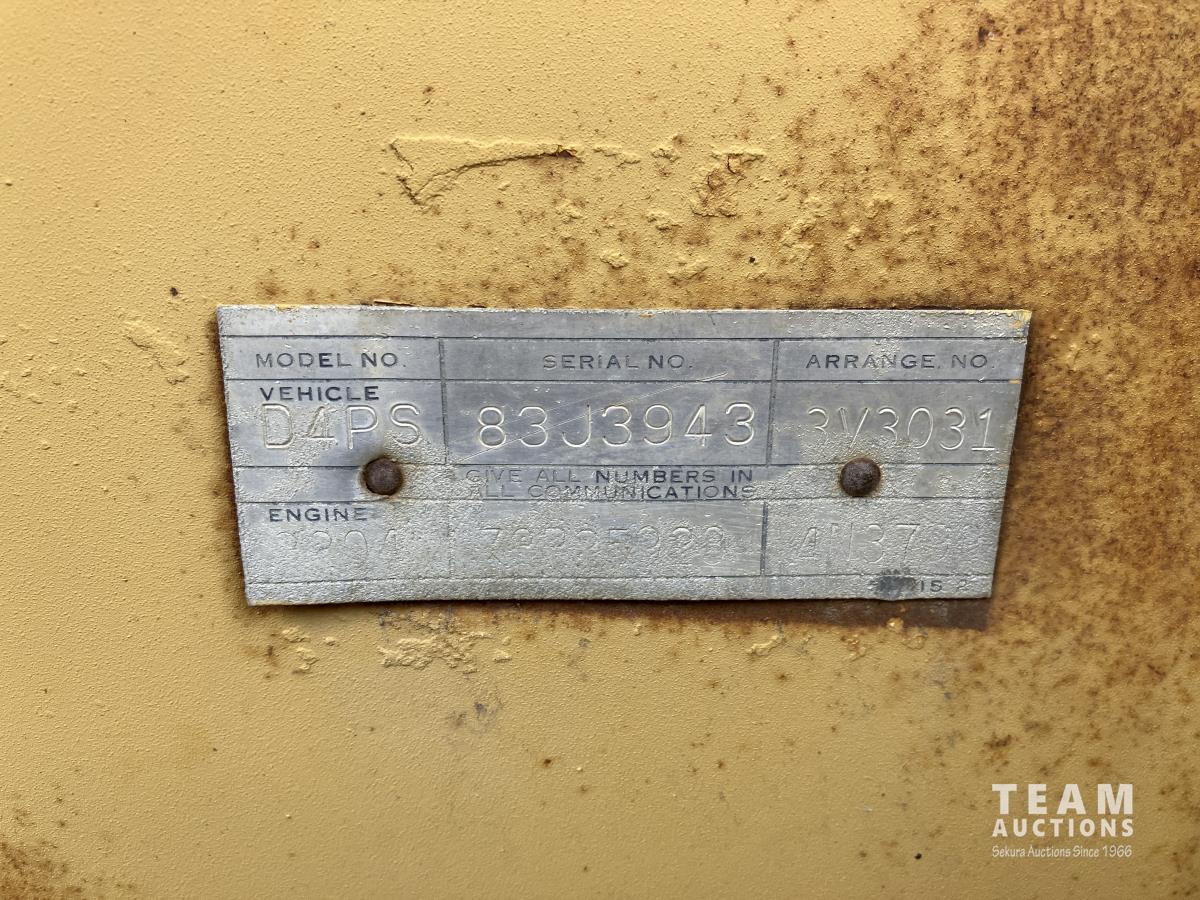 MODEL NO. SERIAL NO. ARRANGE. NO.
VEHICLE
D4PS 83J3943 3V3031
GIVE ALL NUMBERS IN
ALL COMMUNICATIONS
ENGINE
TEAM
AUCTIONS
Sekura Auctions Since 1966